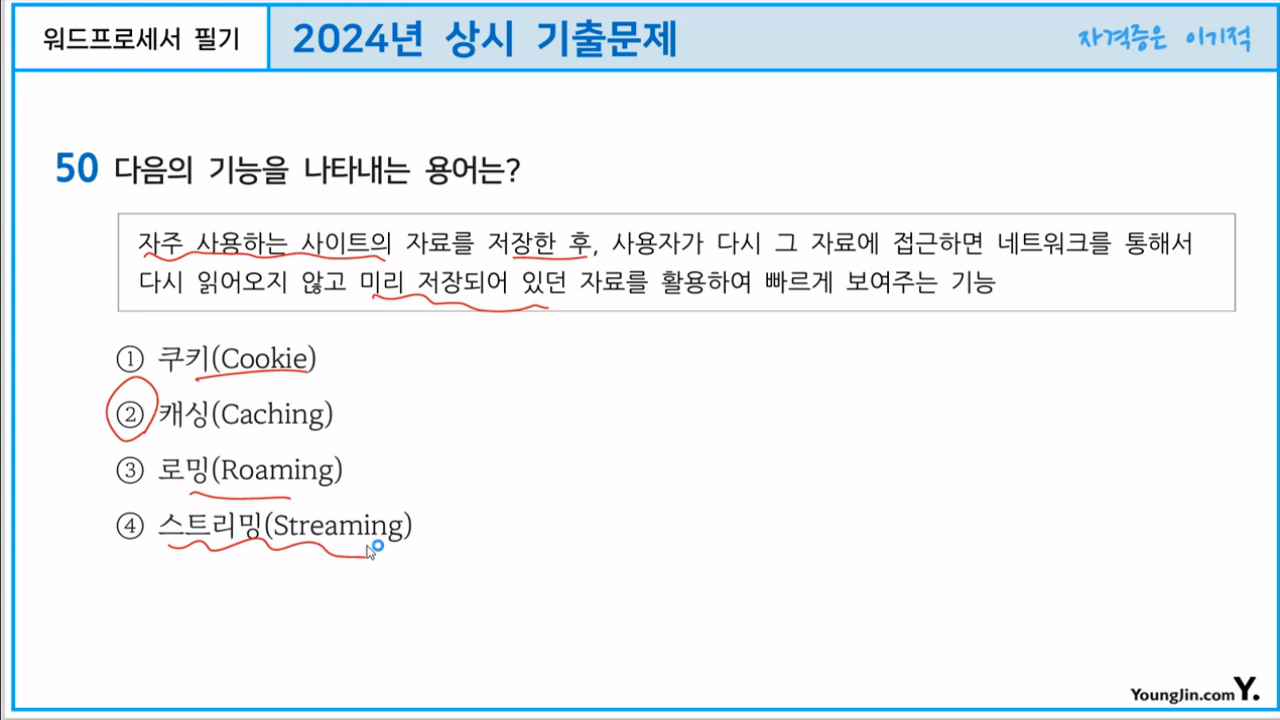 워드프로세서 필기
2024년 상시 기출문제
자격증은 이기적
50 다음의 기능을 나타내는 용어는?
자주 사용하는 사이트의 자료를 저장한 후, 사용자가 다시 그 자료에 접근하면 네트워크를 통해서
다시 읽어오지 않고 미리 저장되어 있던 자료를 활용하여 빠르게 보여주는 기능
① 쿠키(Cookie)
② 캐싱(Caching)
③ 로밍(Roaming)
④ 스트리밍(Streaming)
YoungJin.com Y.